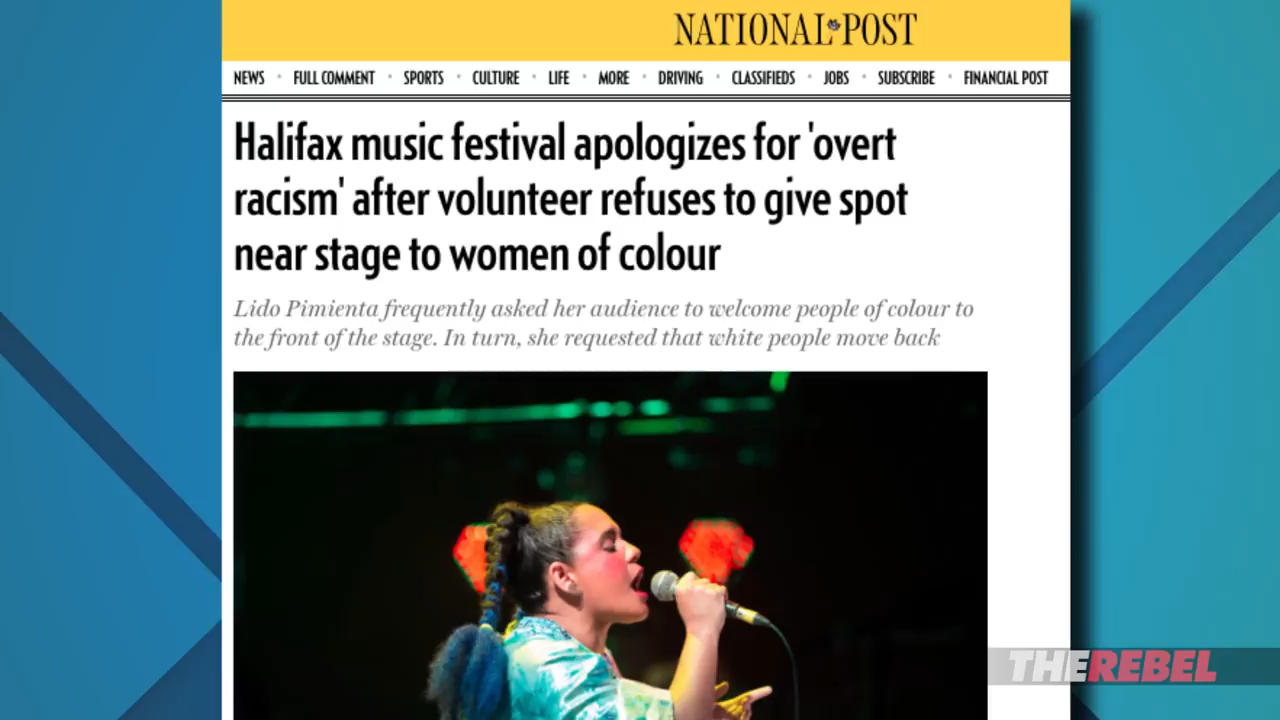 NATIONAL POST
NEWS • FULL COMMENT • SPORTS • CULTURE • LIFE • MORE • DRIVING • CLASSIFIEDS • JOBS • SUBSCRIBE • FINANCIAL POST
Halifax music festival apologizes for 'overt
racism' after volunteer refuses to give spot
near stage to women of colour
Lido Pimienta frequently asked her audience to welcome people of colour to
the front of the stage. In turn, she requested that white people move back
THEREBEL